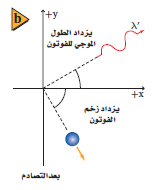 b
+y
λ′
يزداد الطول
الموجي للفوتون
+x
يزداد زخم
الفوتون
بعد التصادم